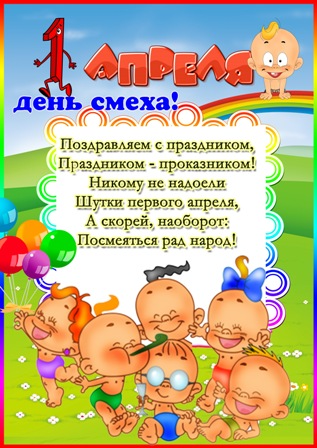 1 АПРЕЛЯ
день смеха!
Поздравляем с праздником,
Праздником - проказником!
Никому не надоели
Шутки первого апреля,
А скорей, наоборот:
Посмеяться рад народ!